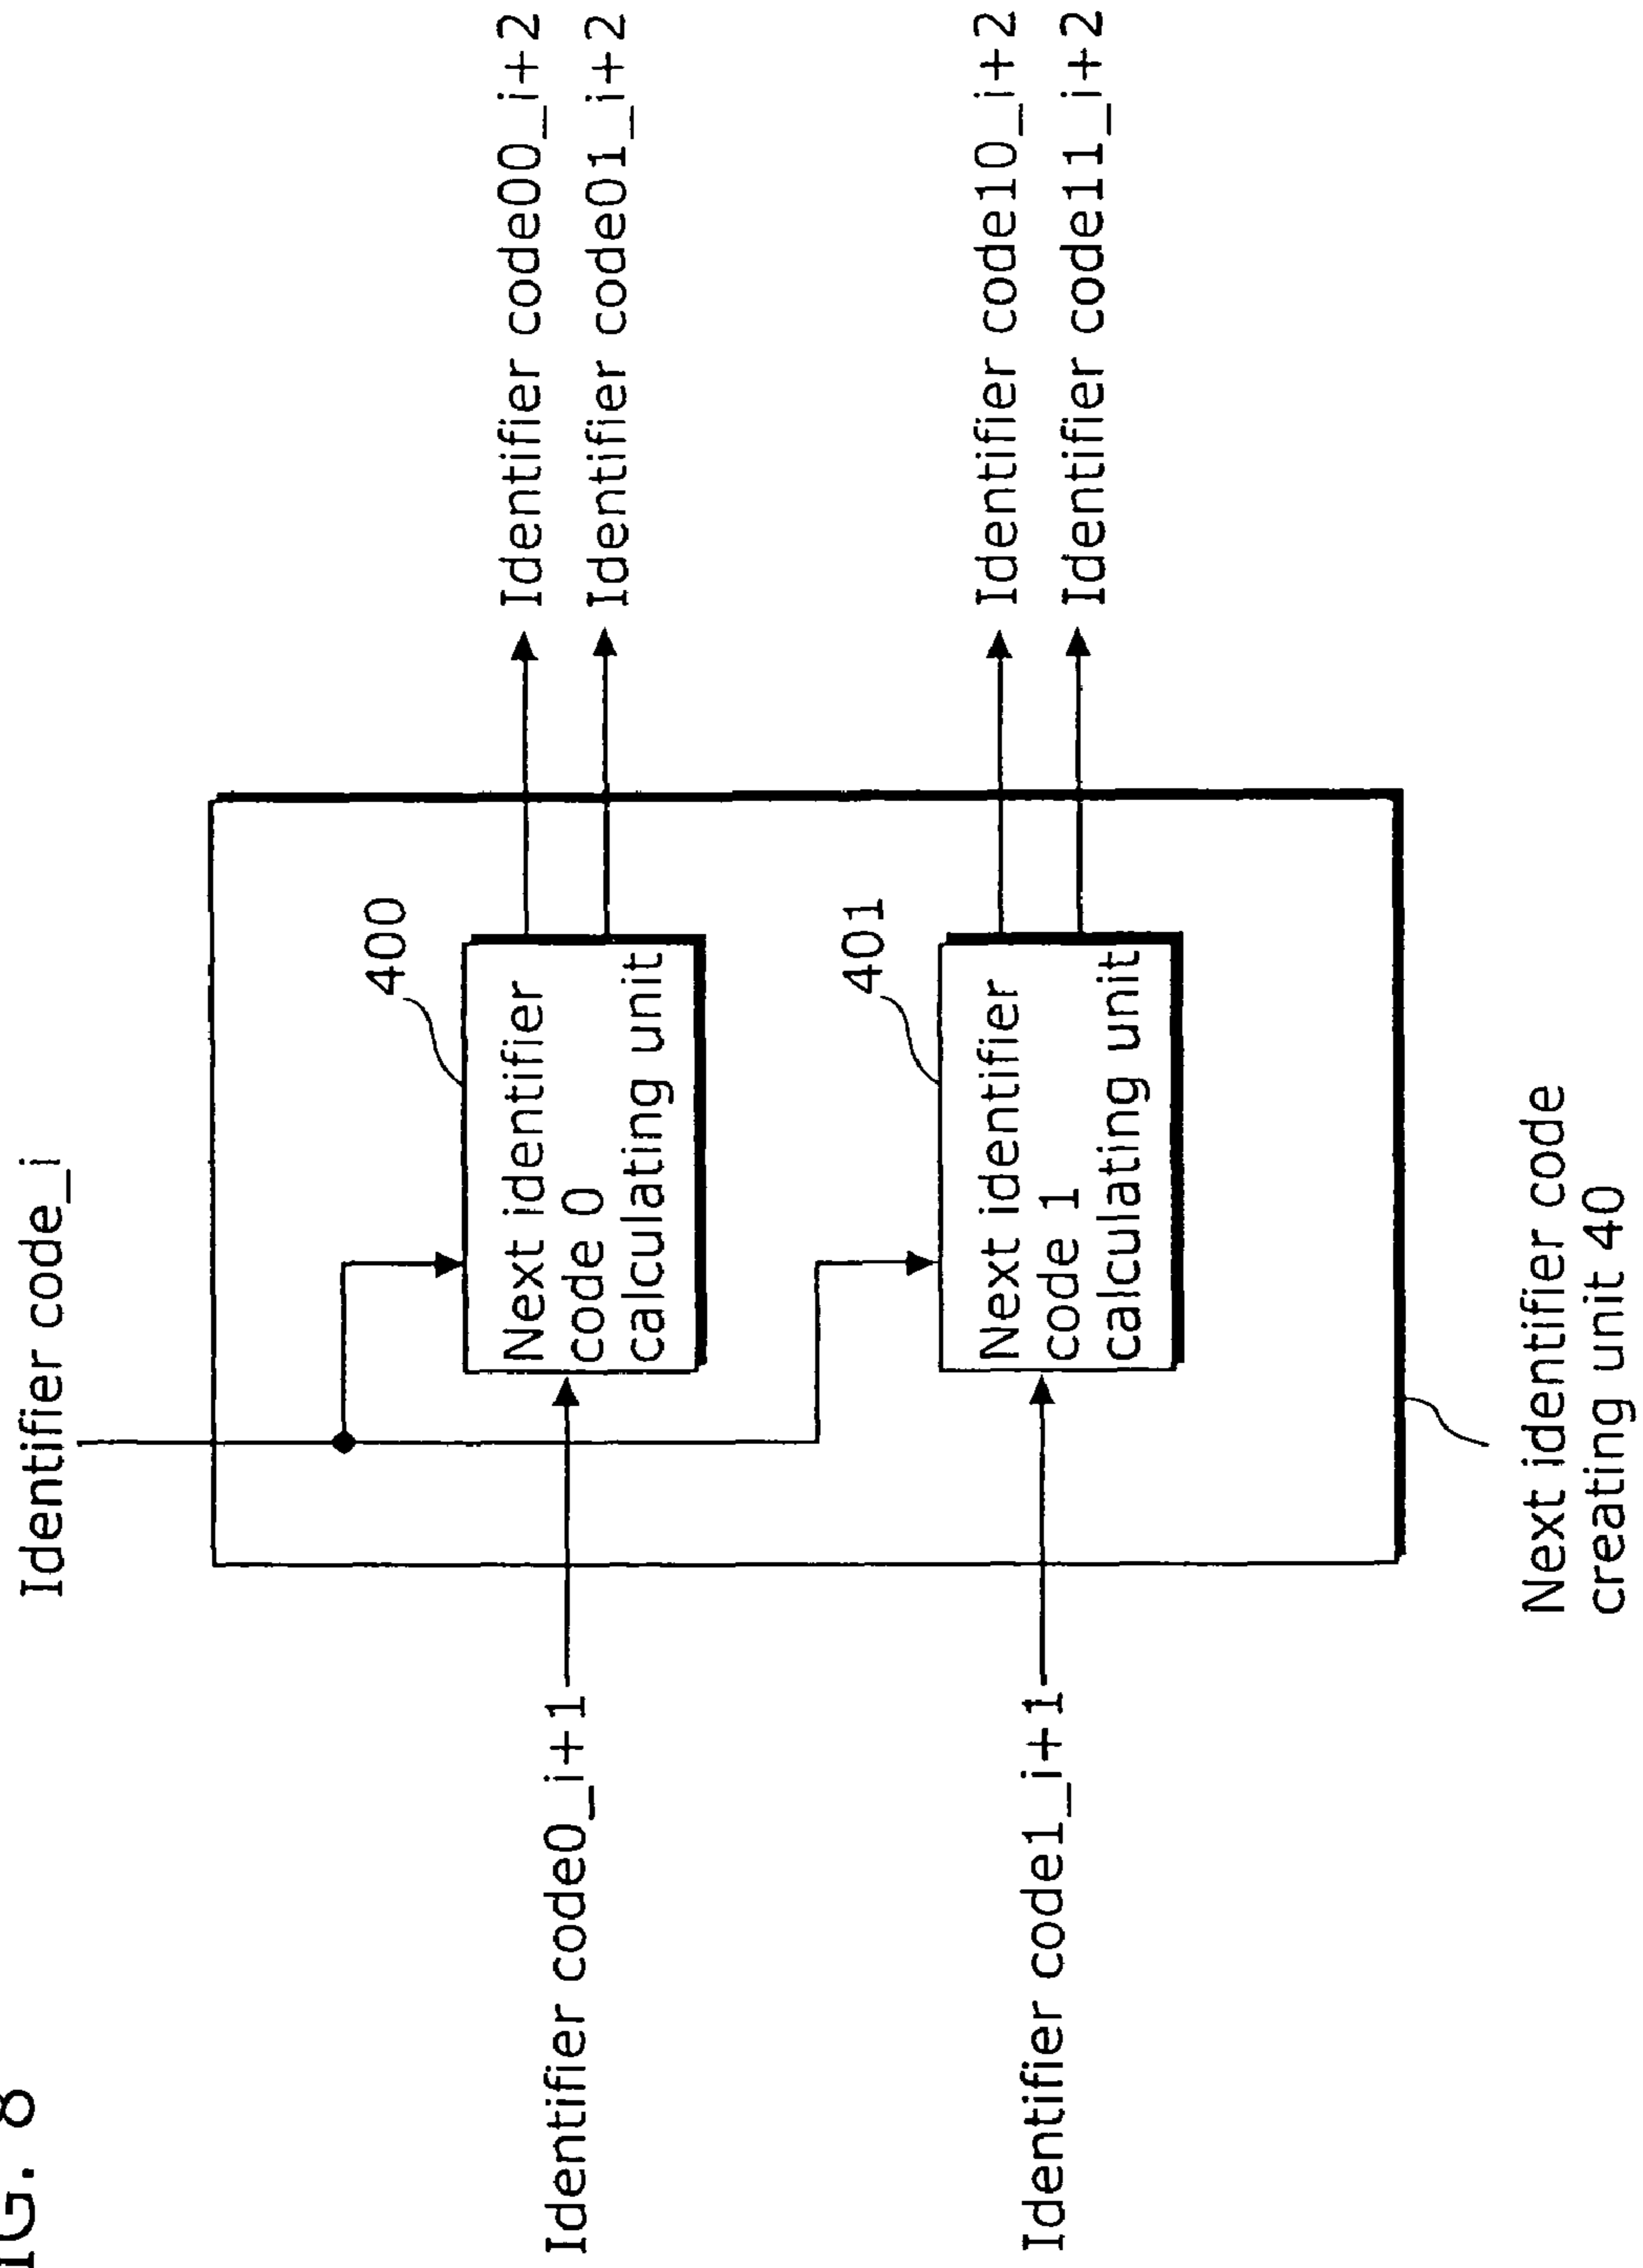 IG. 8
Identifier code_i
400
Next identifier
code 0
calculating unit
Identifier code0_i+1
Identifier code00_i+2
Identifier code01_i+2
401
Next identifier
code 1
calculating unit
Identifier code1_i+1
Identifier code10_i+2
Identifier code11_i+2
Next identifier code
creating unit 40